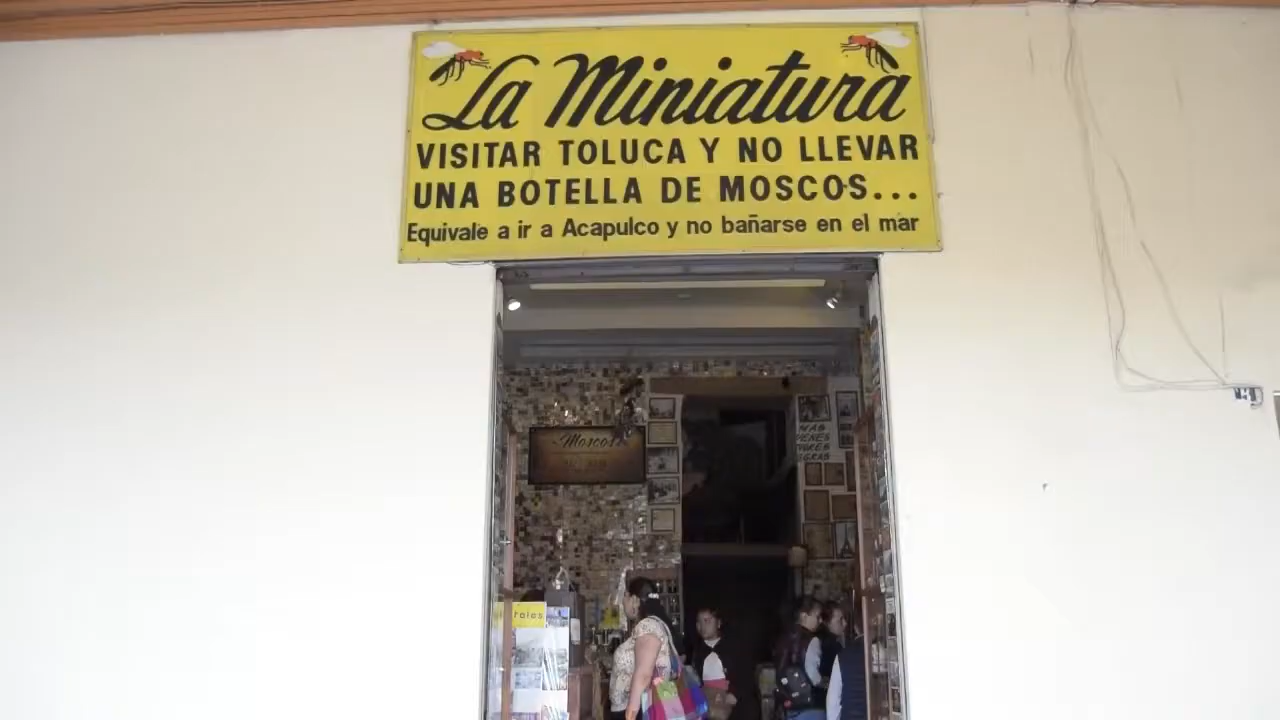 La Miniatura
VISITAR TOLUCA Y NO LLEVAR
UNA BOTELLA DE MOSCOS...
Equivale a ir a Acapulco y no bañarse en el mar
Moscos